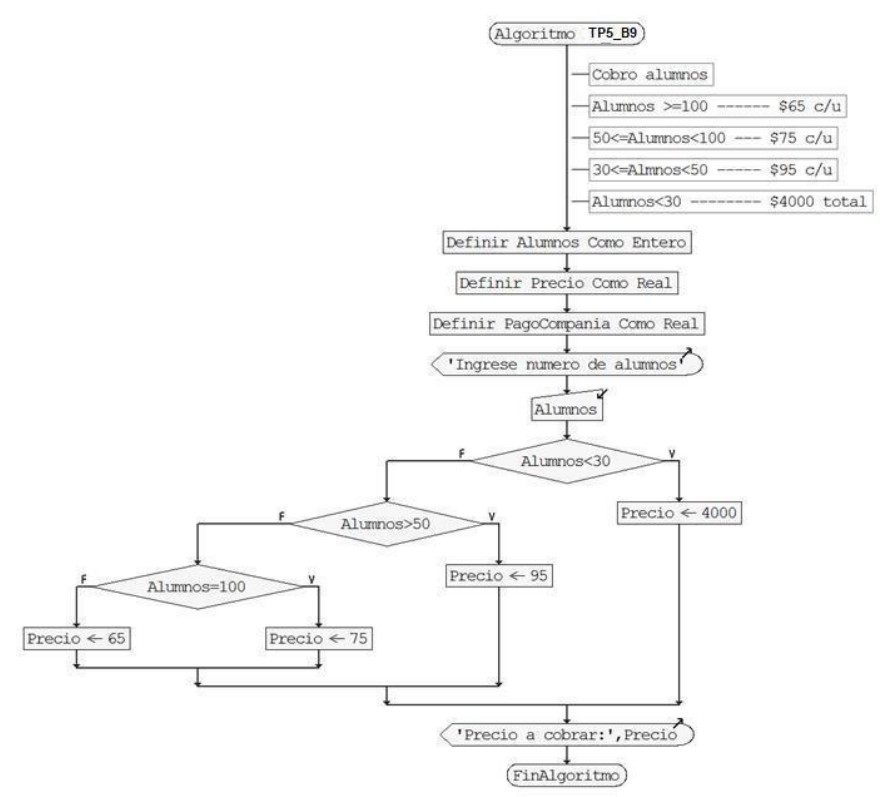 Algoritmo TP5_B9
Cobro alumnos
Alumnos >=100 ------ $65 c/u
50<=Alumnos<100 --- $75 c/u
30<=Almnos<50 ----- $95 c/u
Alumnos<30 -------- $4000 total
Definir Alumnos Como Entero
Definir Precio Como Real
Definir PagoCompania Como Real
'Ingrese numero de alumnos'
Alumnos
F
Alumnos<30
V
F
Alumnos>50
V
Precio ← 4000
F
Alumnos=100
V
Precio ← 95
Precio ← 65
Precio ← 75
'Precio a cobrar:',Precio
FinAlgoritmo